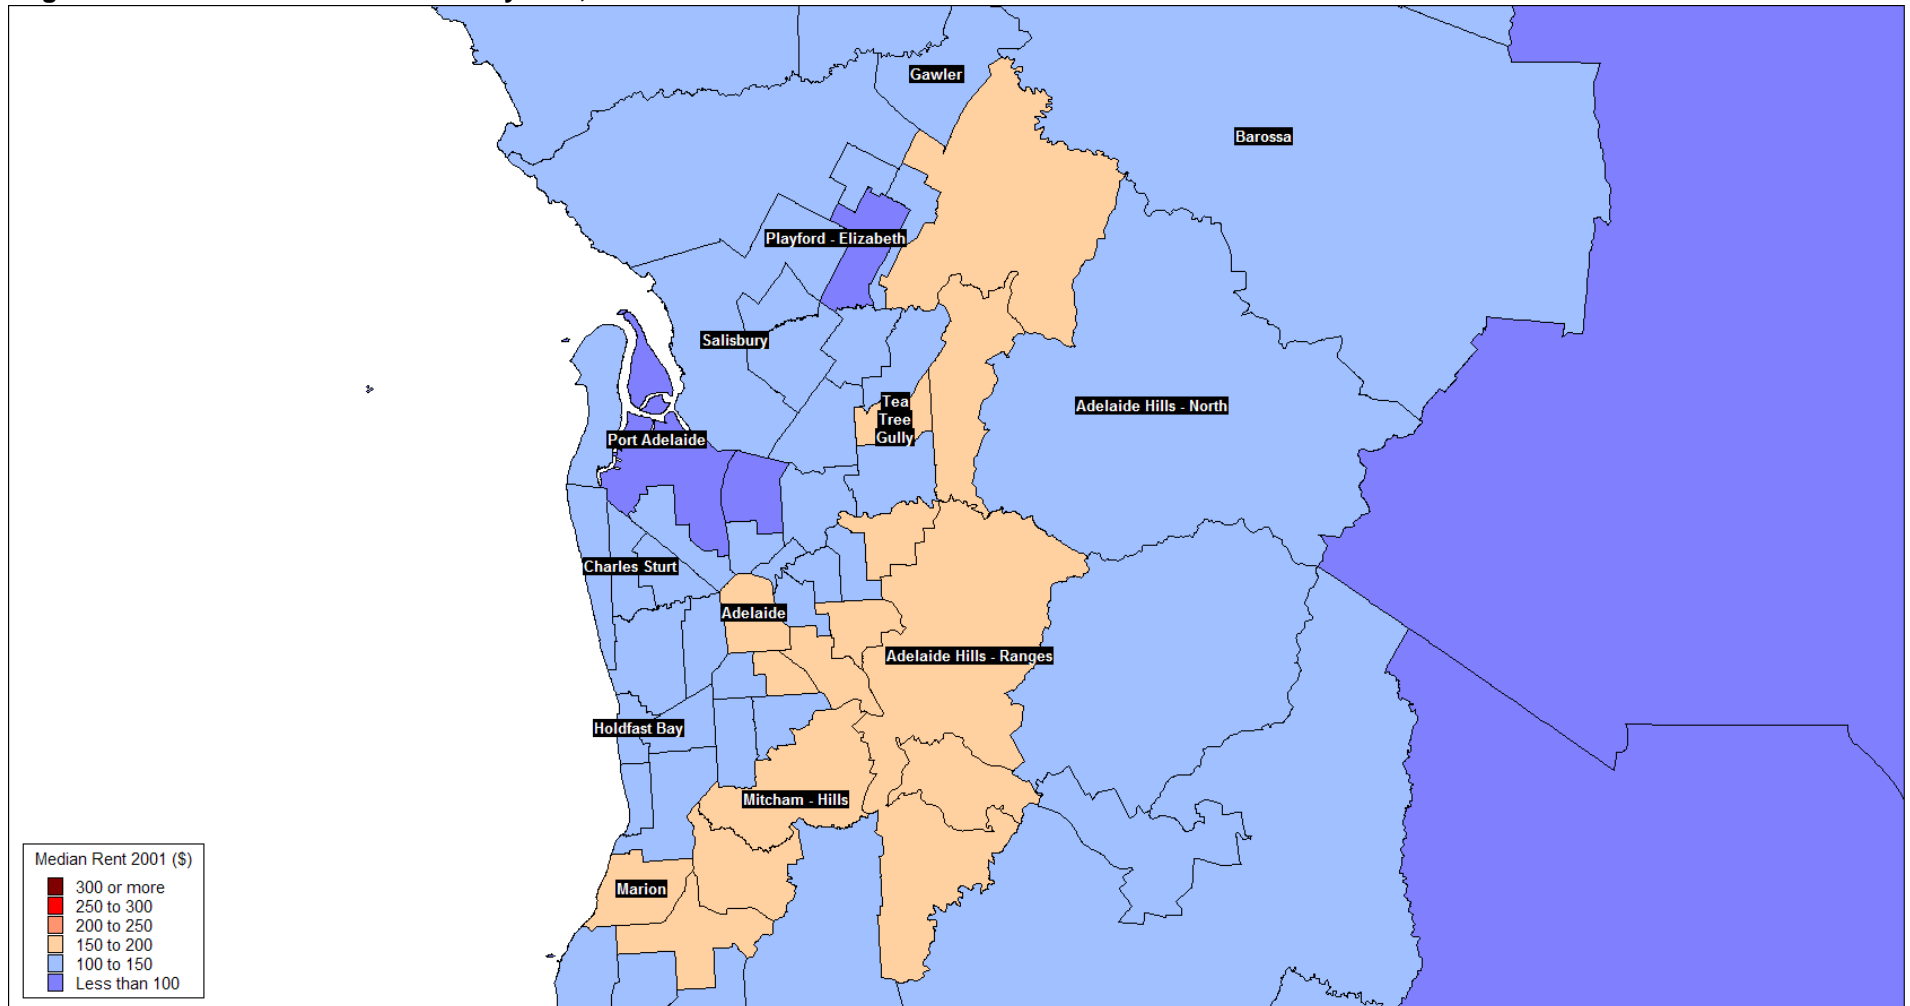 Gawler
Barossa
Playford - Elizabeth
Salisbury
Tea
Tree
Gully
Adelaide Hills - North
Port Adelaide
Charles Sturt
Adelaide
Adelaide Hills - Ranges
Holdfast Bay
Mitcham - Hills
Marion
Median Rent 2001 ($)
300 or more
250 to 300
200 to 250
150 to 200
100 to 150
Less than 100